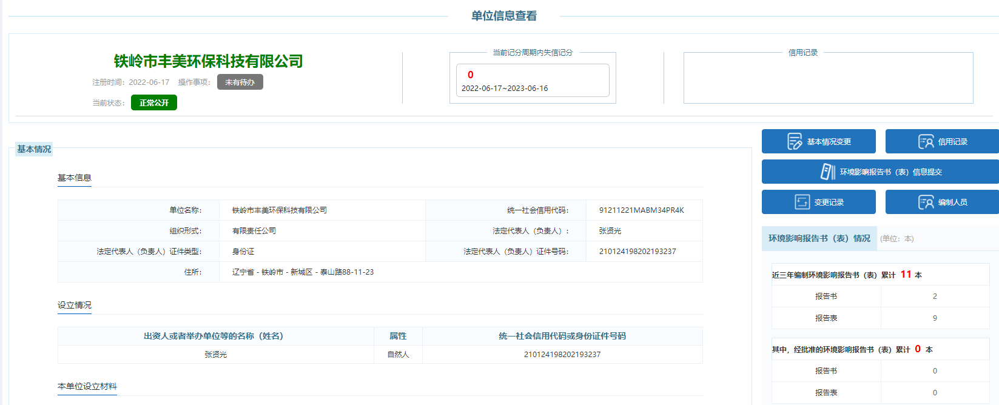 单位信息查看
铁岭市丰美环保科技有限公司
注册时间：2022-06-17 操作事项：未有待办
当前状态：正常公开
当前记分周期内失信记分
0
2022-06-17~2023-06-16
信用记录
基本情况变更 信用记录
环境影响报告书（表）信息提交
变更记录 编制人员
基本情况
基本信息
单位名称： 铁岭市丰美环保科技有限公司 统一社会信用代码： 91211221MABM34PR4K
组织形式： 有限责任公司 法定代表人（负责人）： 张贤光
法定代表人（负责人）证件类型： 身份证 法定代表人（负责人）证件号码： 210124198202193237
住所： 辽宁省 - 铁岭市 - 新城区 - 泰山路88-11-23
设立情况
出资人或者举办单位等的名称（姓名） 属性 统一社会信用代码或身份证件号码
张贤光 自然人 210124198202193237
本单位设立材料
环境影响报告书（表）情况 (单位：本)
近三年编制环境影响报告书（表）累计 11 本
报告书 2
报告表 9
其中，经批准的环境影响报告书（表）累计 0 本
报告书 0
报告表 0